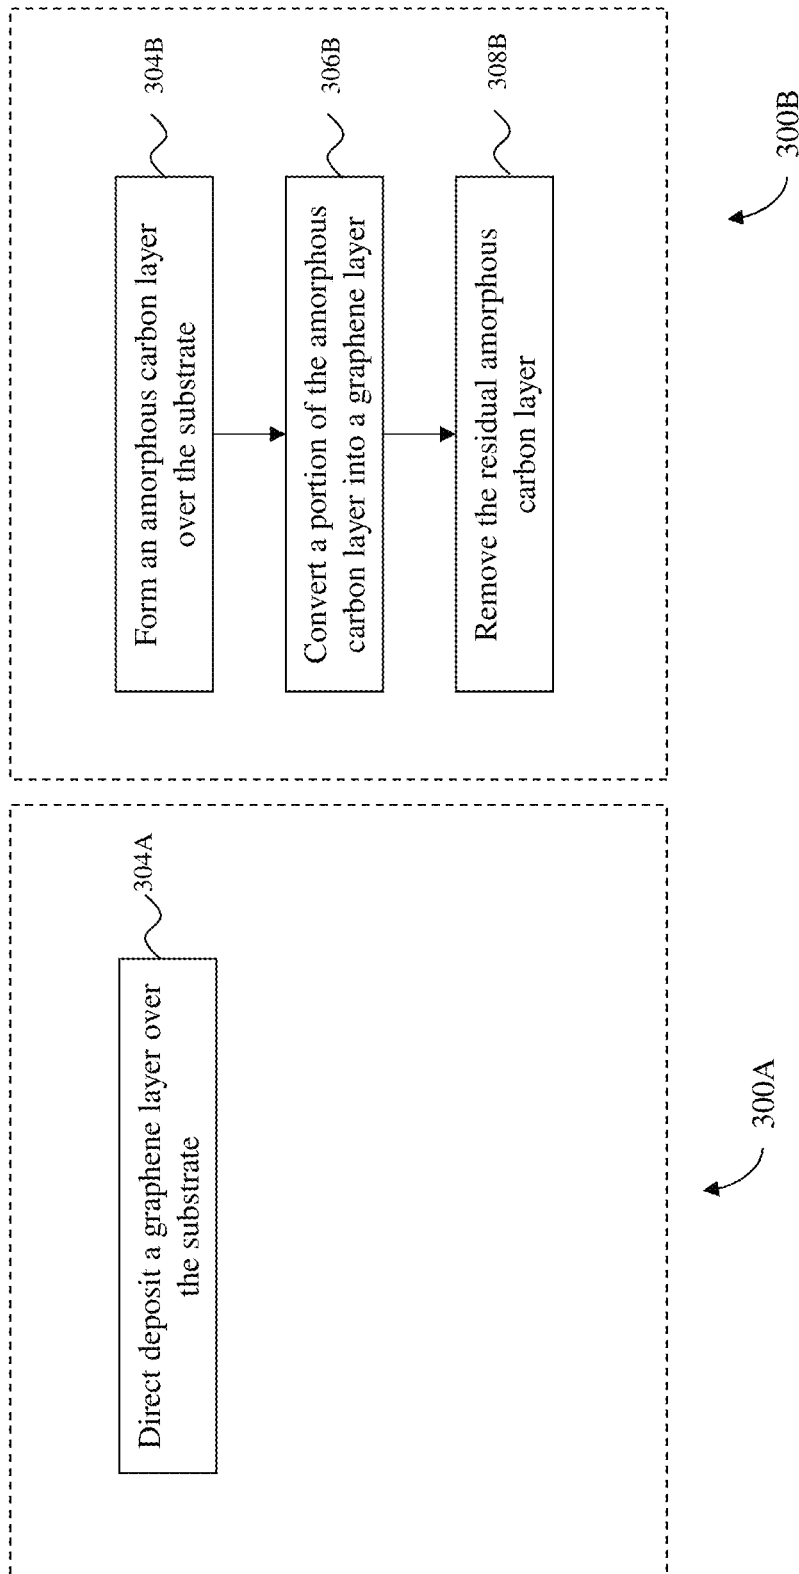 Direct deposit a graphene layer over
the substrate
304A
300A
Form an amorphous carbon layer
over the substrate
304B
Convert a portion of the amorphous
carbon layer into a graphene layer
306B
Remove the residual amorphous
carbon layer
308B
300B